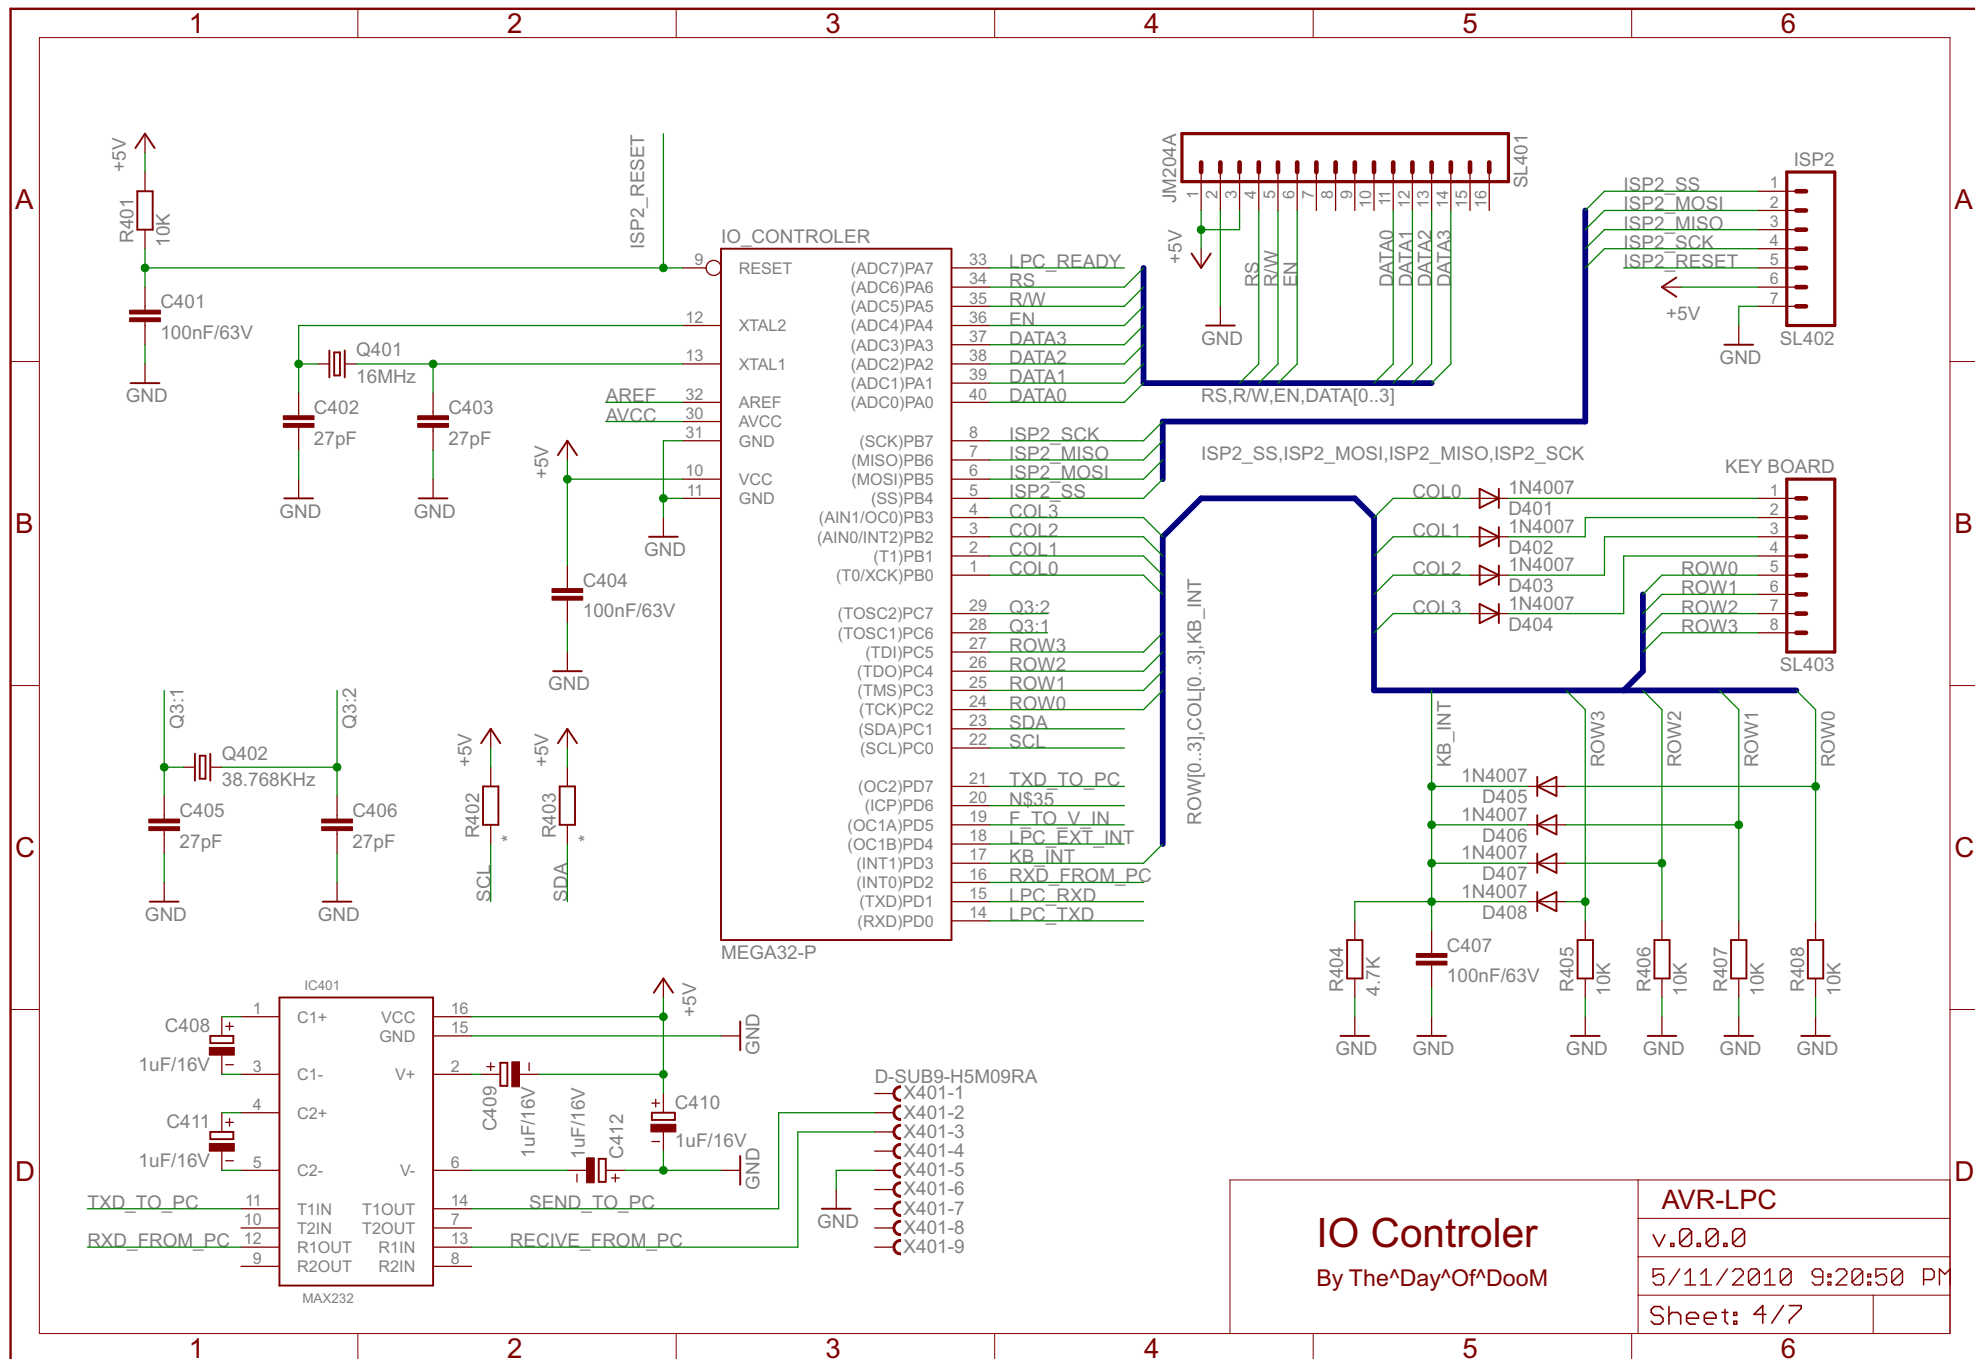 1 2 3 4 5 6
A
A
B
B
C
C
D
D
+5V
R401
10K
C401
100nF/63V
GND
ISP2_RESET
Q401
16MHz
C402
27pF
GND
C403
27pF
GND
AREF
AVCC
+5V
GND
C404
100nF/63V
GND
IO_CONTROLER
9 RESET
12 XTAL2
13 XTAL1
32 AREF
30 AVCC
31 GND
10 VCC
11 GND
(ADC7)PA7 33 LPC_READY
(ADC6)PA6 34 RS
(ADC5)PA5 35 R/W
(ADC4)PA4 36 EN
(ADC3)PA3 37 DATA3
(ADC2)PA2 38 DATA2
(ADC1)PA1 39 DATA1
(ADC0)PA0 40 DATA0
(SCK)PB7 8 ISP2_SCK
(MISO)PB6 7 ISP2_MISO
(MOSI)PB5 6 ISP2_MOSI
(SS)PB4 5 ISP2_SS
(AIN1/OC0)PB3 4 COL3
(AIN0/INT2)PB2 3 COL2
(T1)PB1 2 COL1
(T0/XCK)PB0 1 COL0
(TOSC2)PC7 29 Q3:2
(TOSC1)PC6 28 Q3:1
(TDI)PC5 27 ROW3
(TDO)PC4 26 ROW2
(TMS)PC3 25 ROW1
(TCK)PC2 24 ROW0
(SDA)PC1 23 SDA
(SCL)PC0 22 SCL
(OC2)PD7 21 TXD_TO_PC
(ICP)PD6 20 N$35
(OC1A)PD5 19 F_TO_V_IN
(OC1B)PD4 18 LPC_EXT_INT
(INT1)PD3 17 KB_INT
(INT0)PD2 16 RXD_FROM_PC
(TXD)PD1 15 LPC_RXD
(RXD)PD0 14 LPC_TXD
MEGA32-P
JM204A
SL401
1 2 3 4 5 6 7 8 9 10 11 12 13 14 15 16
+5V
GND
RS
R/W
EN
DATA0
DATA1
DATA2
DATA3
RS,R/W,EN,DATA[0..3]
ISP2_SS,ISP2_MOSI,ISP2_MISO,ISP2_SCK
ROW[0..3],COL[0..3],KB_INT
ISP2
ISP2_SS 1
ISP2_MOSI 2
ISP2_MISO 3
ISP2_SCK 4
ISP2_RESET 5
6
7
+5V
GND
SL402
KEY BOARD
COL0 1N4007 1
D401 2
COL1 1N4007 3
D402 4
COL2 1N4007 ROW0 5
D403 ROW1 6
COL3 1N4007 ROW2 7
D404 ROW3 8
SL403
KB_INT
ROW3
ROW2
ROW1
ROW0
1N4007
D405
1N4007
D406
1N4007
D407
1N4007
D408
R404
4.7K
C407
100nF/63V
R405
10K
R406
10K
R407
10K
R408
10K
GND
GND
GND
GND
GND
GND
Q3:1
Q3:2
Q402
38.768KHz
C405
27pF
C406
27pF
GND
GND
+5V
R402
*
SCL
+5V
R403
*
SDA
IC401
1 C1+
3 C1-
4 C2+
5 C2-
11 T1IN
10 T2IN
12 R1OUT
9 R2OUT
VCC 16
GND 15
V+ 2
V- 6
T1OUT 14
T2OUT 7
R1IN 13
R2IN 8
MAX232
C408
+
1uF/16V
-
C411
+
1uF/16V
-
TXD_TO_PC
RXD_FROM_PC
+5V
GND
+ -
C409
1uF/16V
1uF/16V
C412
- +
+
C410
1uF/16V
-
GND
SEND_TO_PC
RECIVE_FROM_PC
D-SUB9-H5M09RA
X401-1
X401-2
X401-3
X401-4
X401-5
X401-6
X401-7
X401-8
X401-9
GND
IO Controler
By The^Day^Of^DooM
AVR-LPC
v.0.0.0
5/11/2010 9:20:50 PM
Sheet: 4/7
1 2 3 4 5 6